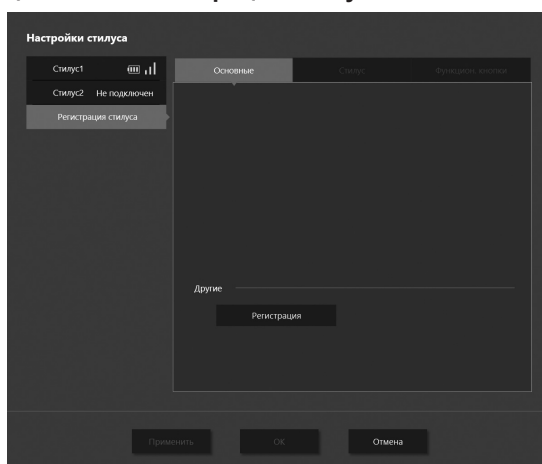 Настройки стилуса
Стилус1
Основные
Стилус
Функцион. кнопки
Стилус2 Не подключен
Регистрация стилуса
Другие
Регистрация
Применить
OK
Отмена